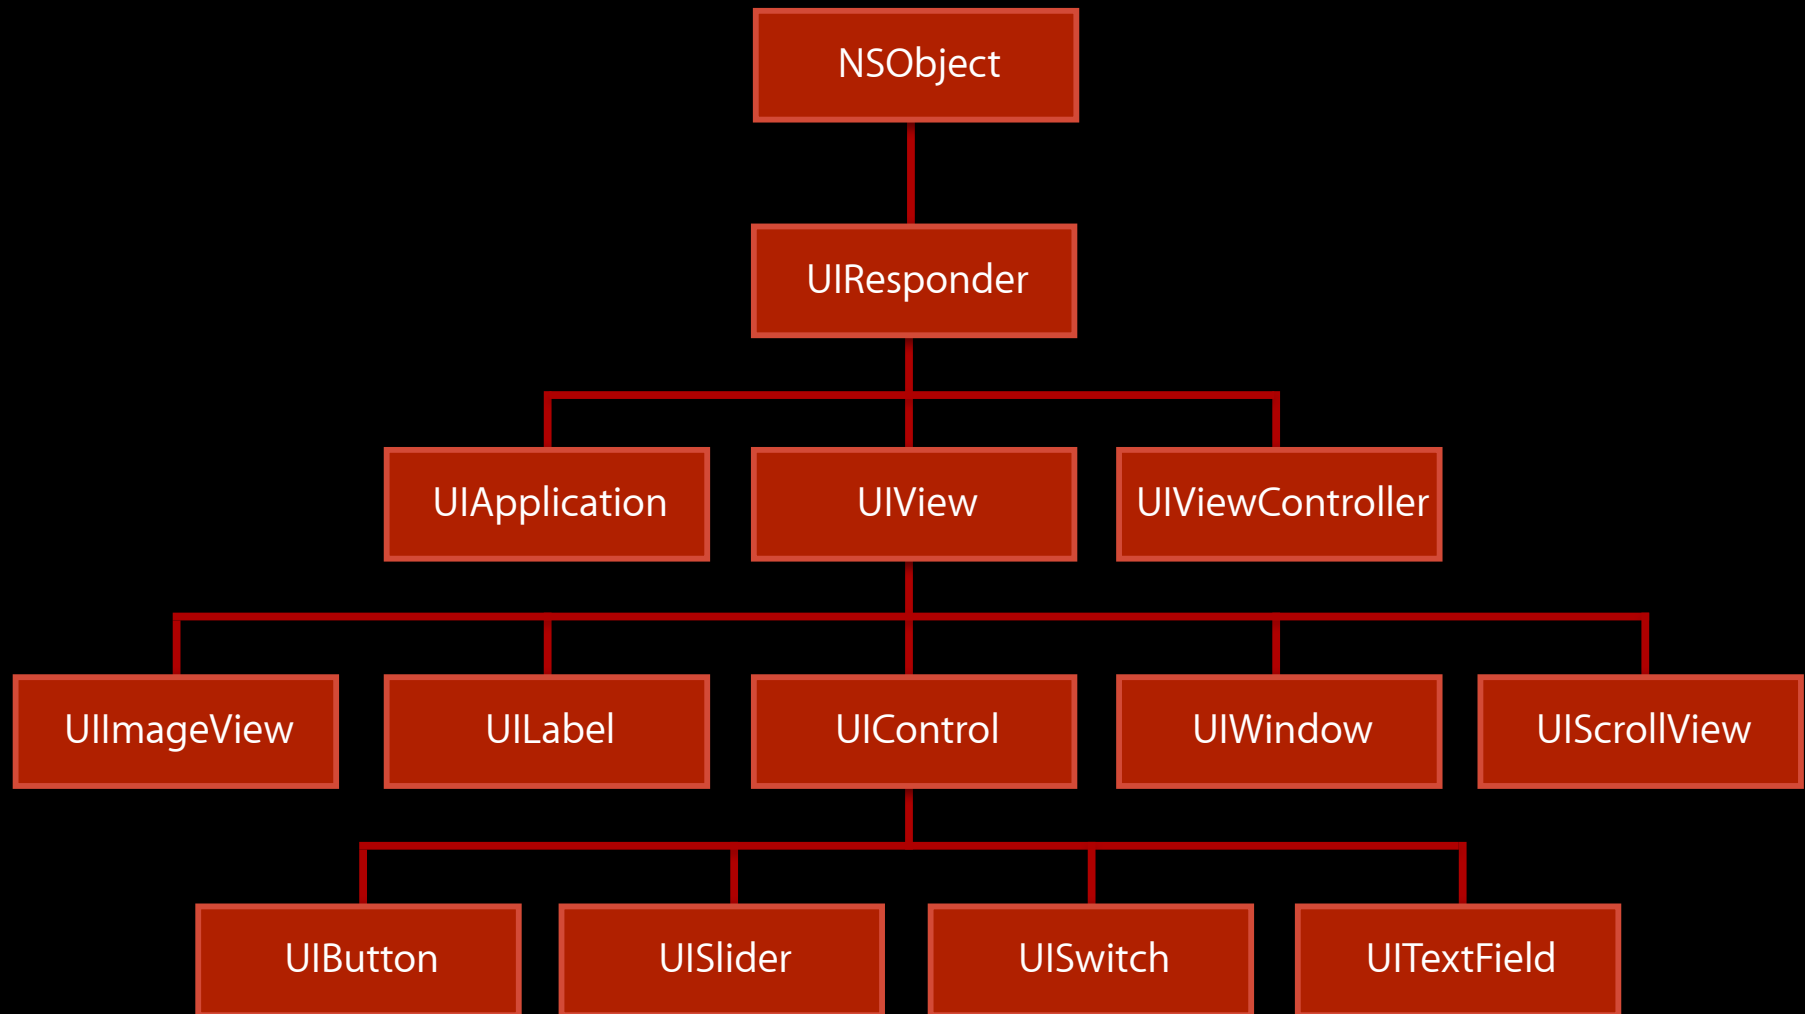 NSObject
UIResponder
UIApplication
UIView
UIViewController
UIImageView
UILabel
UIControl
UIWindow
UIScrollView
UIButton
UISlider
UISwitch
UITextField